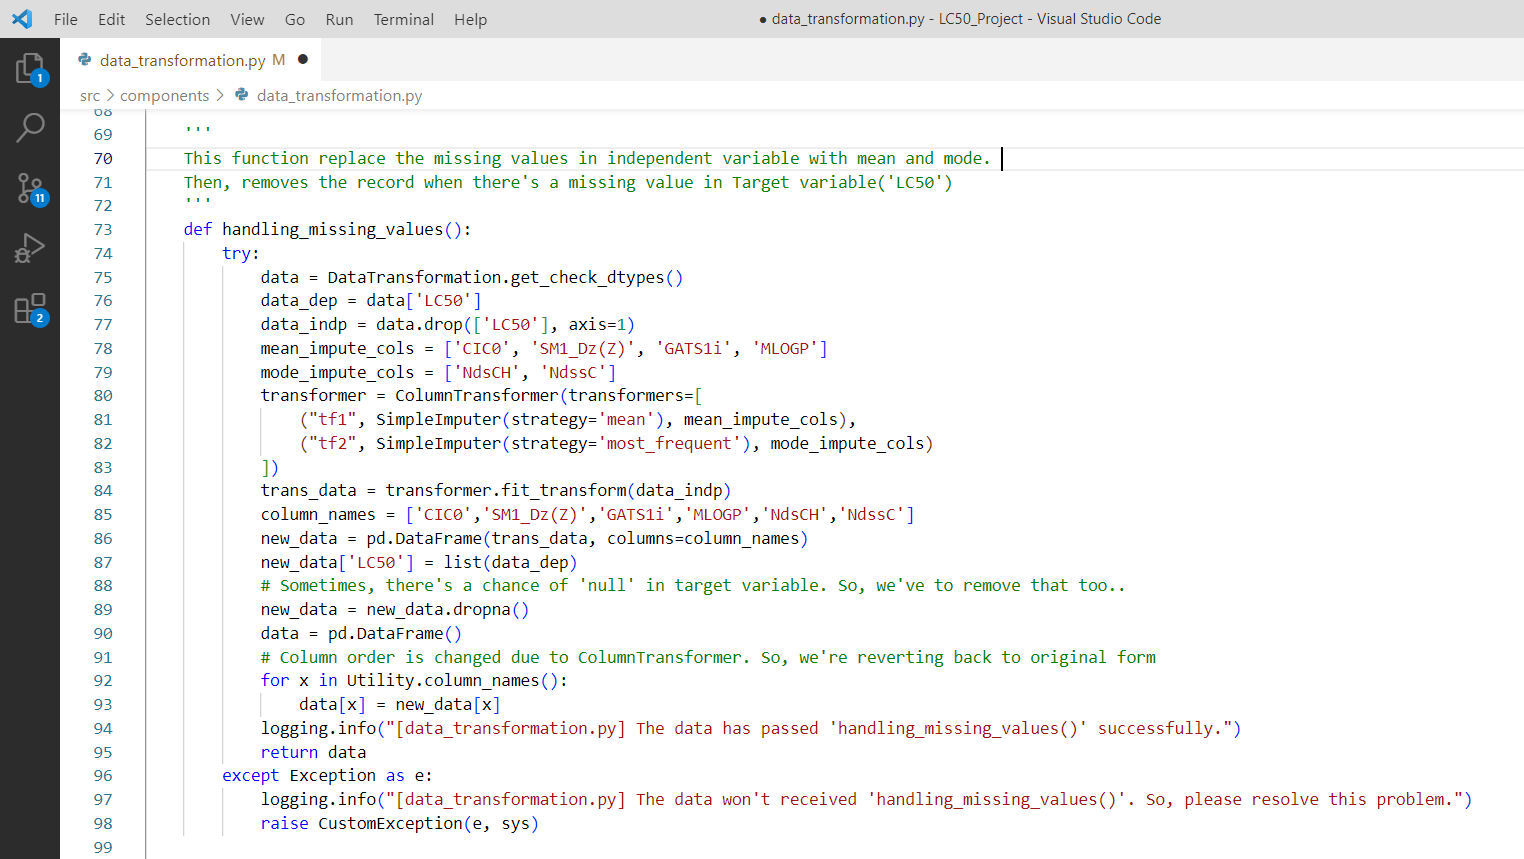 File Edit Selection View Go Run Terminal Help
● data_transformation.py - LC50_Project - Visual Studio Code
data_transformation.py M ●
src > components > data_transformation.py
1
11
2
68
69 '''
70 This function replace the missing values in independent variable with mean and mode.
71 Then, removes the record when there's a missing value in Target variable('LC50')
72 '''
73 def handling_missing_values():
74 try:
75 data = DataTransformation.get_check_dtypes()
76 data_dep = data['LC50']
77 data_indp = data.drop(['LC50'], axis=1)
78 mean_impute_cols = ['CIC0', 'SM1_Dz(Z)', 'GATS1i', 'MLOGP']
79 mode_impute_cols = ['NdsCH', 'NdssC']
80 transformer = ColumnTransformer(transformers=[
81 ("tf1", SimpleImputer(strategy='mean'), mean_impute_cols),
82 ("tf2", SimpleImputer(strategy='most_frequent'), mode_impute_cols)
83 ])
84 trans_data = transformer.fit_transform(data_indp)
85 column_names = ['CIC0','SM1_Dz(Z)','GATS1i','MLOGP','NdsCH','NdssC']
86 new_data = pd.DataFrame(trans_data, columns=column_names)
87 new_data['LC50'] = list(data_dep)
88 # Sometimes, there's a chance of 'null' in target variable. So, we've to remove that too..
89 new_data = new_data.dropna()
90 data = pd.DataFrame()
91 # Column order is changed due to ColumnTransformer. So, we're reverting back to original form
92 for x in Utility.column_names():
93 data[x] = new_data[x]
94 logging.info("[data_transformation.py] The data has passed 'handling_missing_values()' successfully.")
95 return data
96 except Exception as e:
97 logging.info("[data_transformation.py] The data won't received 'handling_missing_values()'. So, please resolve this problem.")
98 raise CustomException(e, sys)
99